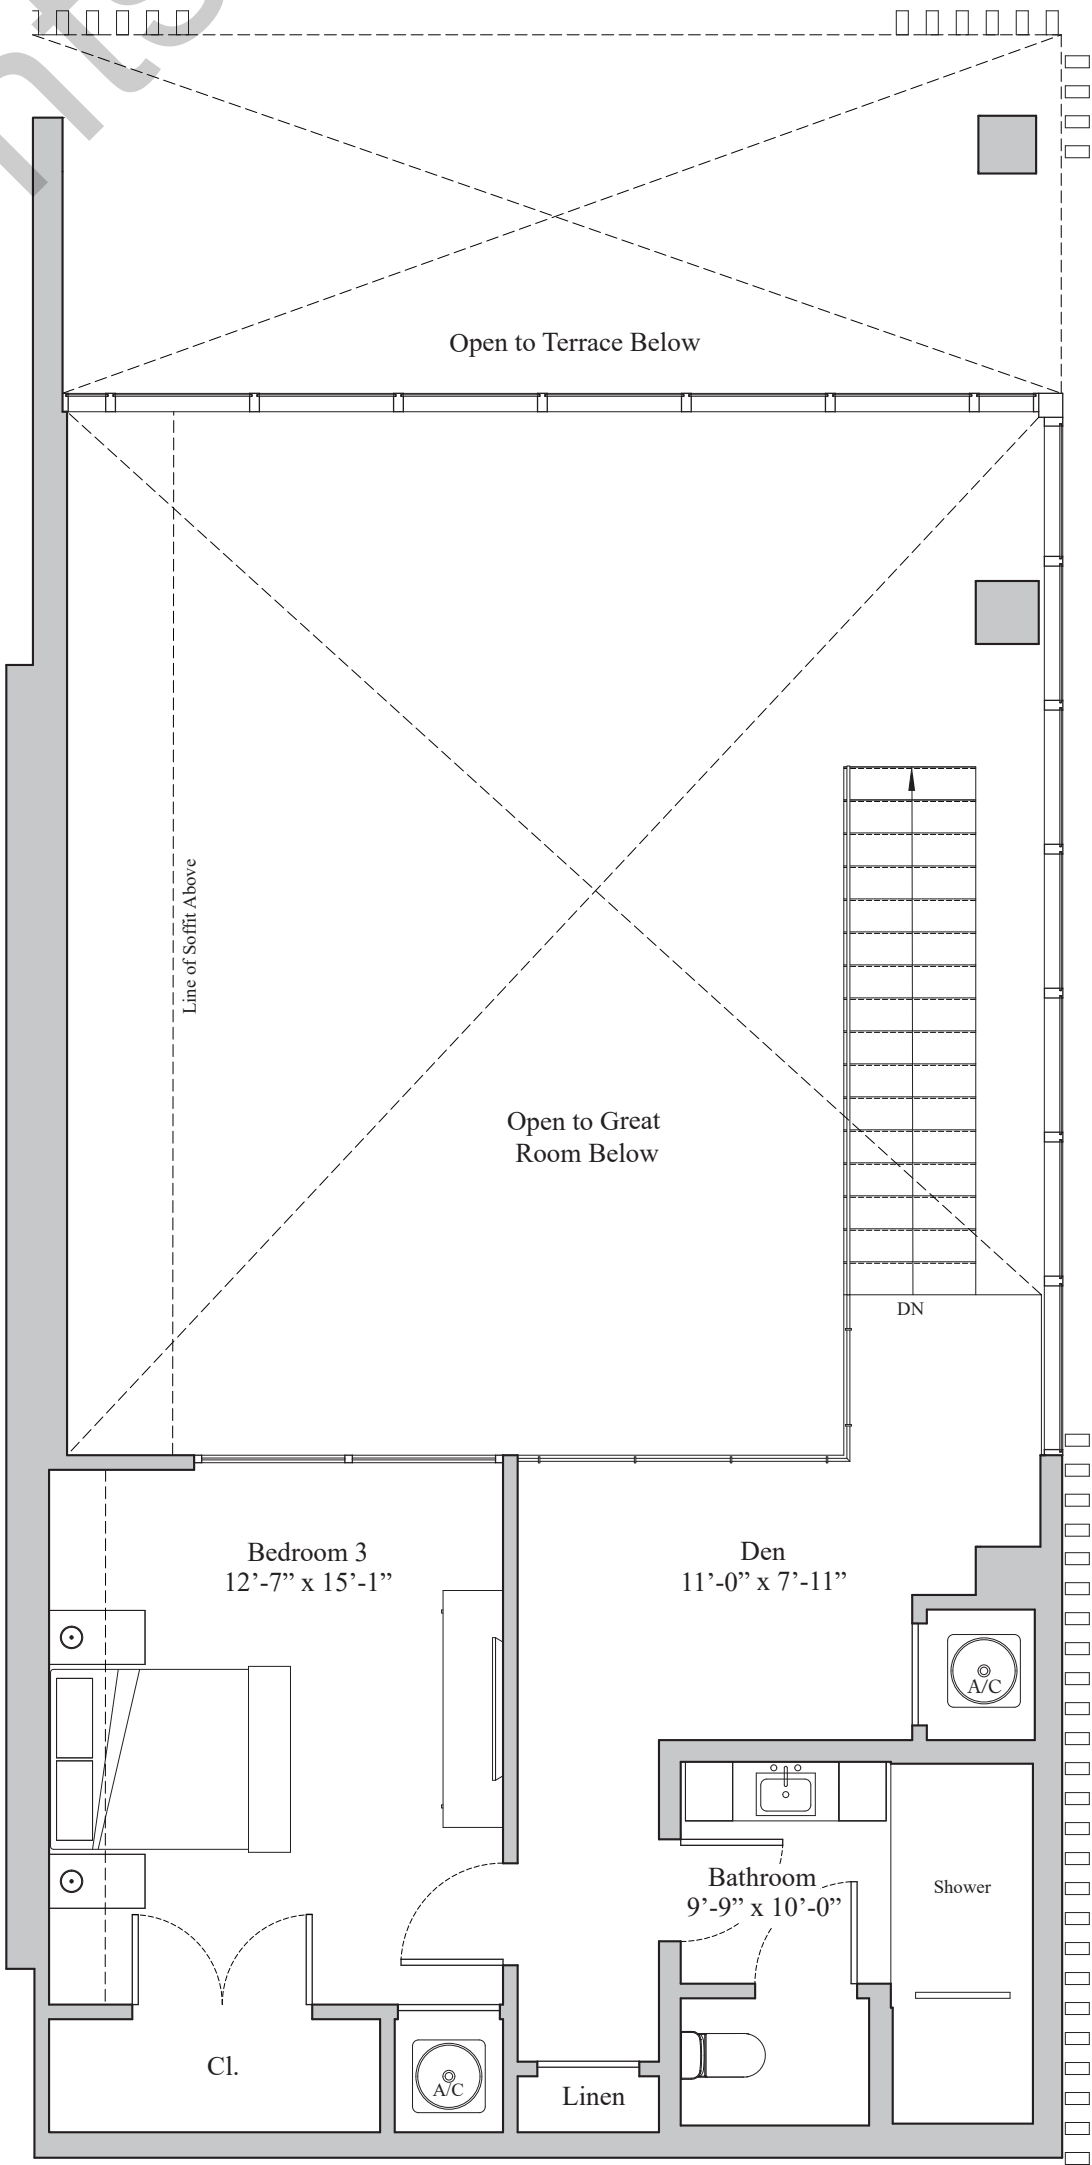 nts
Open to Terrace Below
Line of Soffit Above
Open to Great
Room Below
DN
Bedroom 3
12’-7” x 15’-1”
Den
11’-0” x 7’-11”
A/C
Bathroom
9’-9” x 10’-0”
Shower
Cl.
A/C
Linen